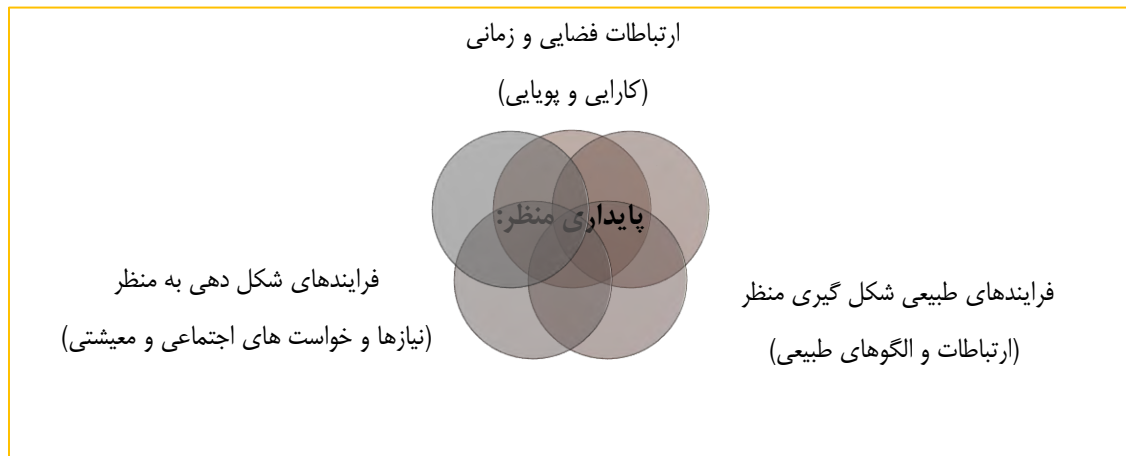 ارتباطات فضایی و زمانی
(کارایی و پویایی)
پایداری منظر:
فرایندهای طبیعی شکل گیری منظر
(ارتباطات و الگوهای طبیعی)
فرایندهای شکل دهی به منظر
(نیازها و خواست های اجتماعی و معیشتی)